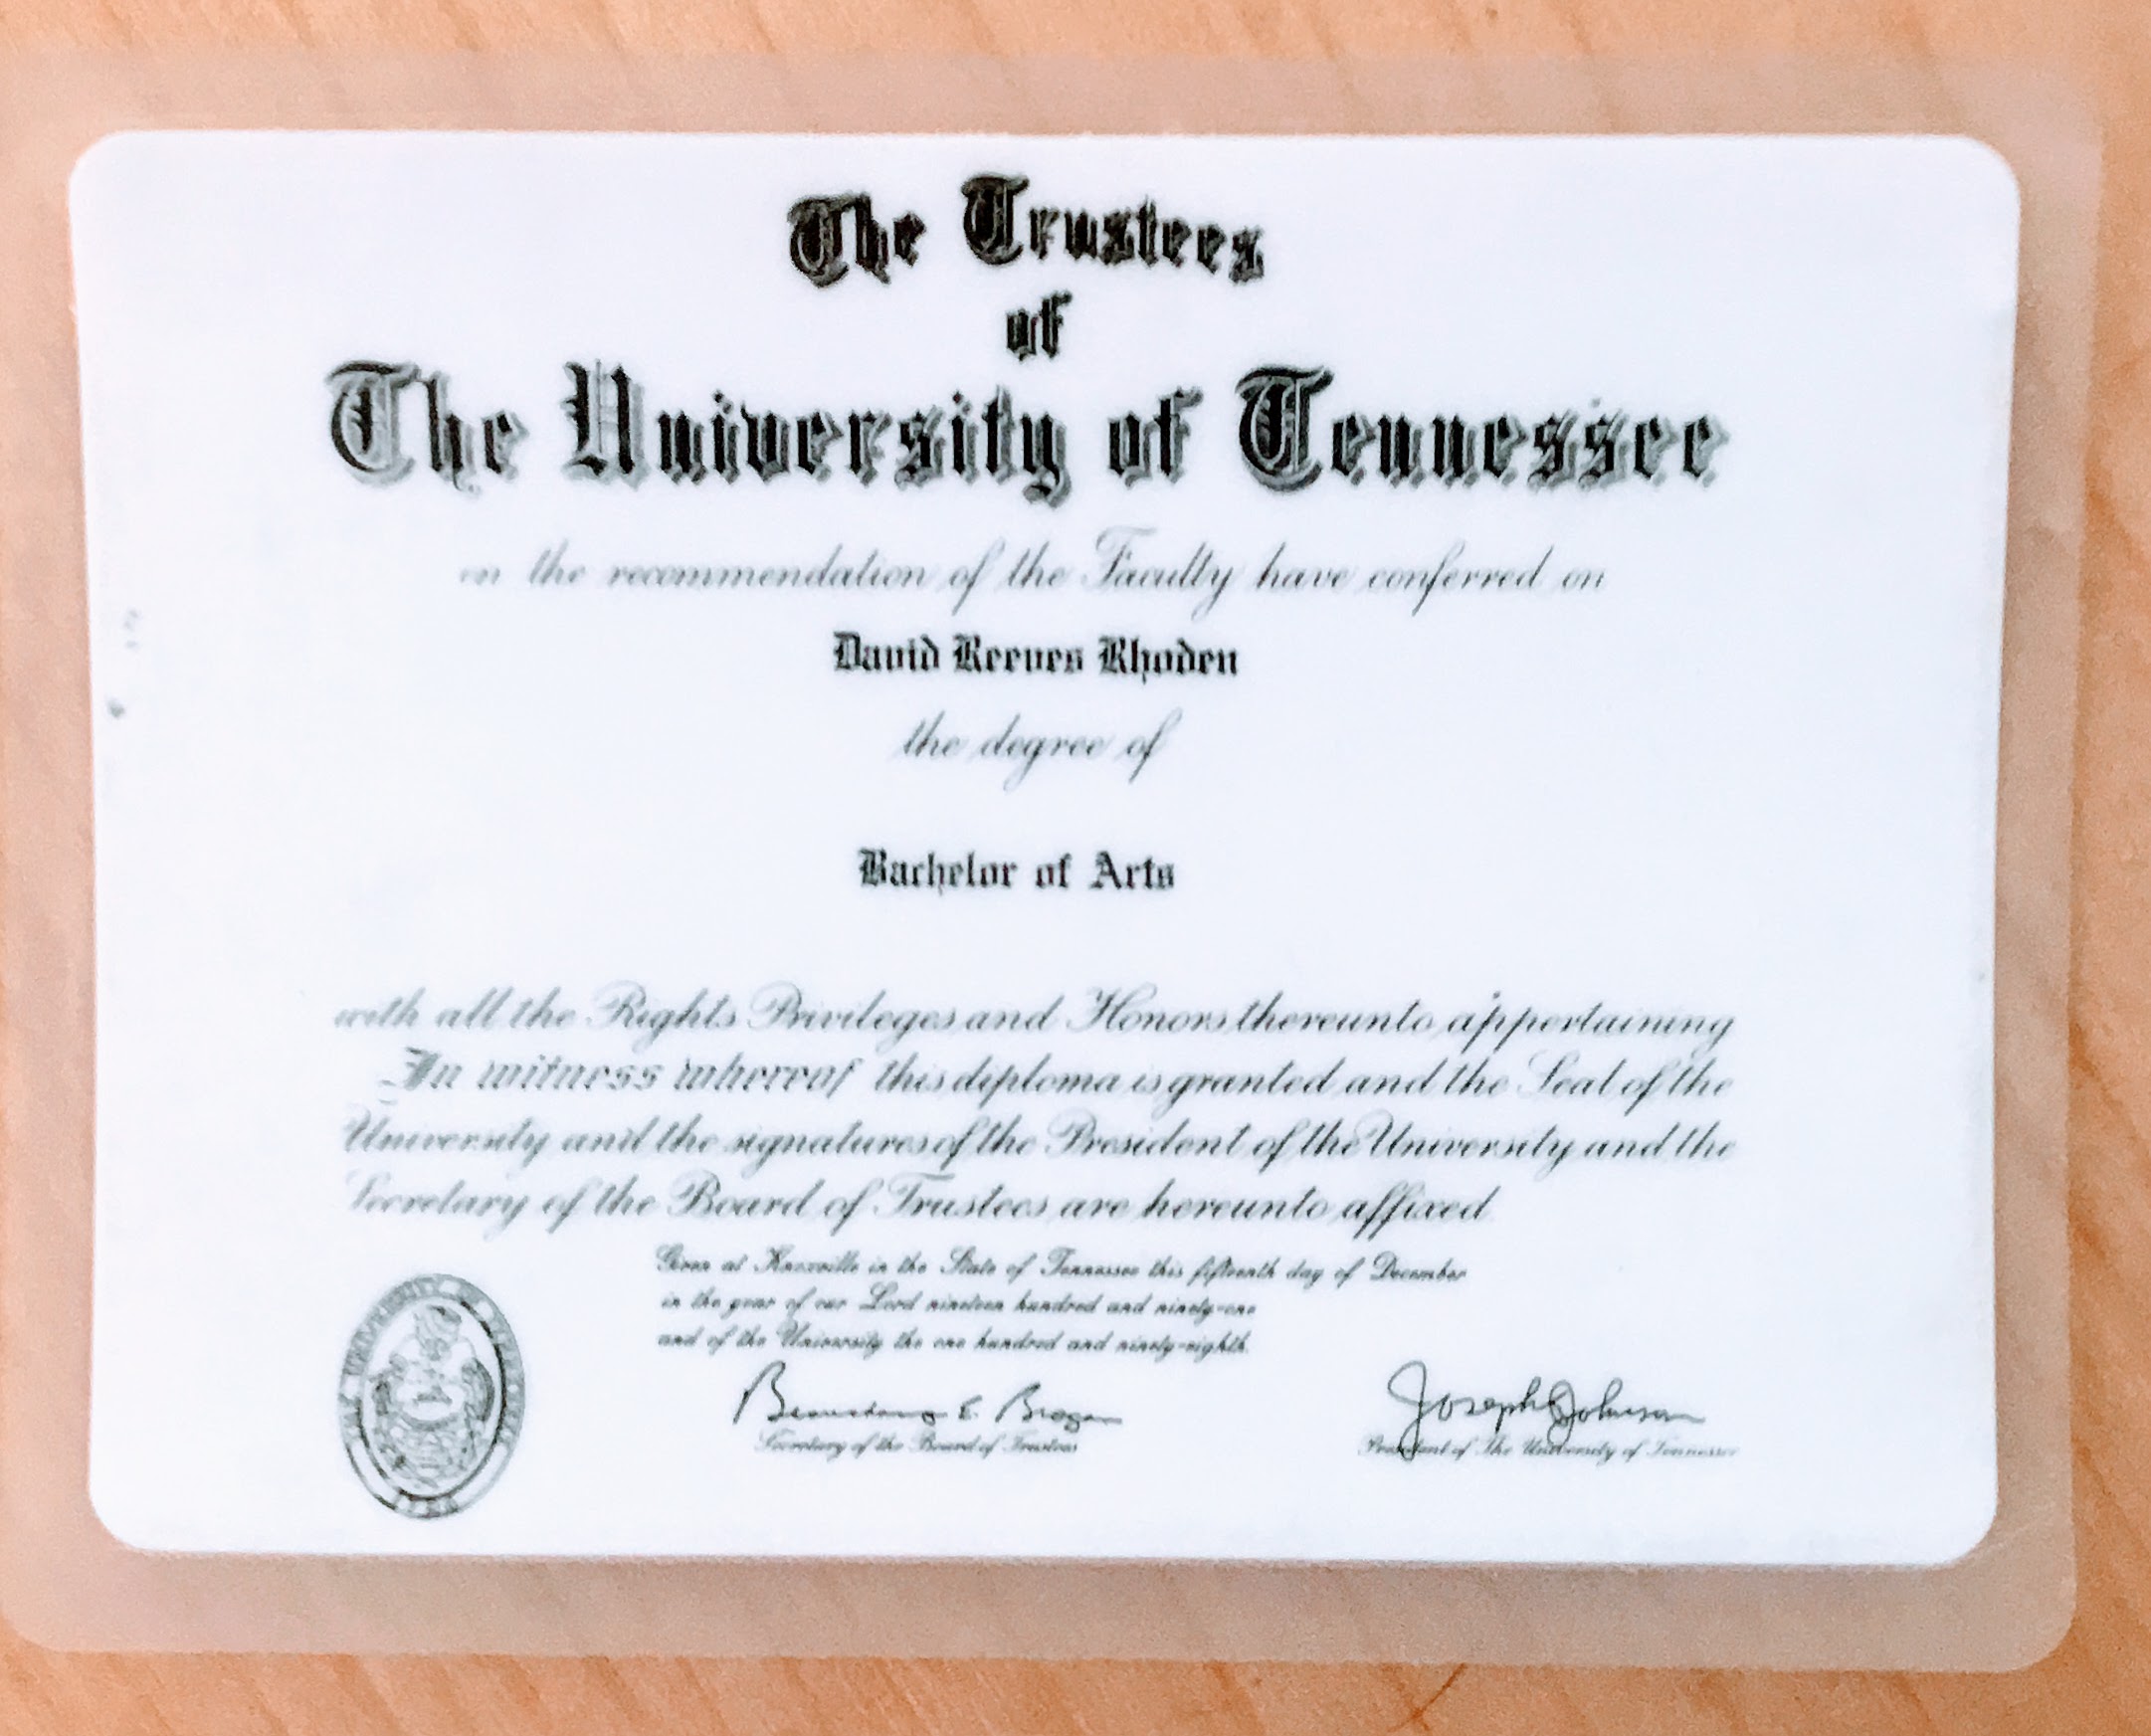 The Trustees
of
The University of Tennessee
on the recommendation of the Faculty have conferred on
David Reeves Rhoden
the degree of
Bachelor of Arts
with all the Rights Privileges and Honors thereunto appertaining
In witness whereof this diploma is granted and the Seal of the
University and the signatures of the President of the University and the
Secretary of the Board of Trustees are hereunto affixed
Given at Knoxville in the State of Tennessee this fifteenth day of December
in the year of our Lord nineteen hundred and ninety-one
and of the University the one hundred and ninety-eighth.
E. Joseph Johnson
Secretary of the Board of Trustees President of The University of Tennessee